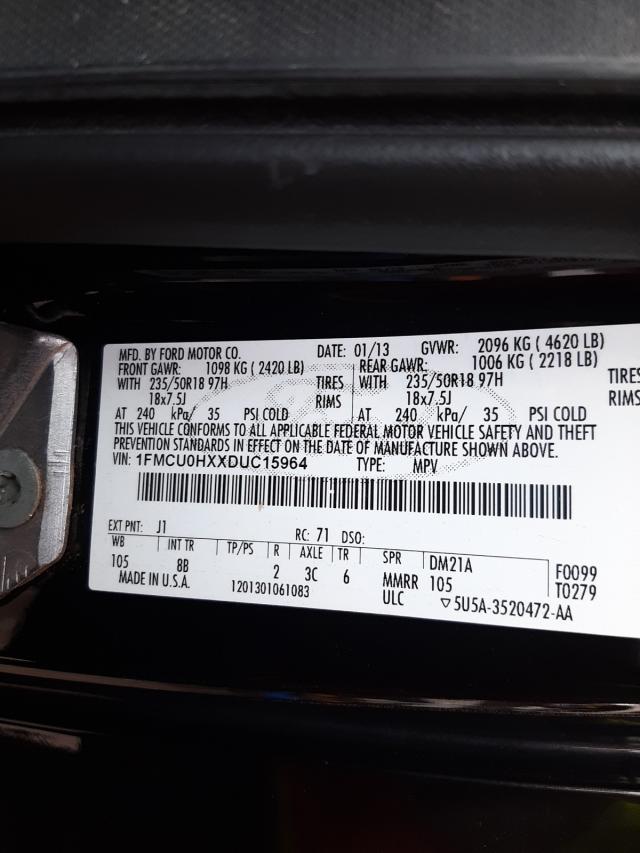 MFD. BY FORD MOTOR CO. DATE: 01/13 GVWR: 2096 KG ( 4620 LB)
FRONT GAWR: 1098 KG ( 2420 LB) REAR GAWR: 1006 KG ( 2218 LB)
WITH 235/50R18 97H TIRES WITH 235/50R18 97H TIRES
18x7.5J RIMS 18x7.5J RIMS
AT 240 kPa/ 35 PSI COLD AT 240 kPa/ 35 PSI COLD
THIS VEHICLE CONFORMS TO ALL APPLICABLE FEDERAL MOTOR VEHICLE SAFETY AND THEFT
PREVENTION STANDARDS IN EFFECT ON THE DATE OF MANUFACTURE SHOWN ABOVE.
VIN: 1FMCU0HXXDUC15964 TYPE: MPV
EXT PNT: J1 RC: 71 DSO:
WB INT TR TP/PS R AXLE TR SPR DM21A F0099
105 8B 2 3C 6 MMRR 105 T0279
MADE IN U.S.A. 1201301061083 ULC ▽5U5A-3520472-AA